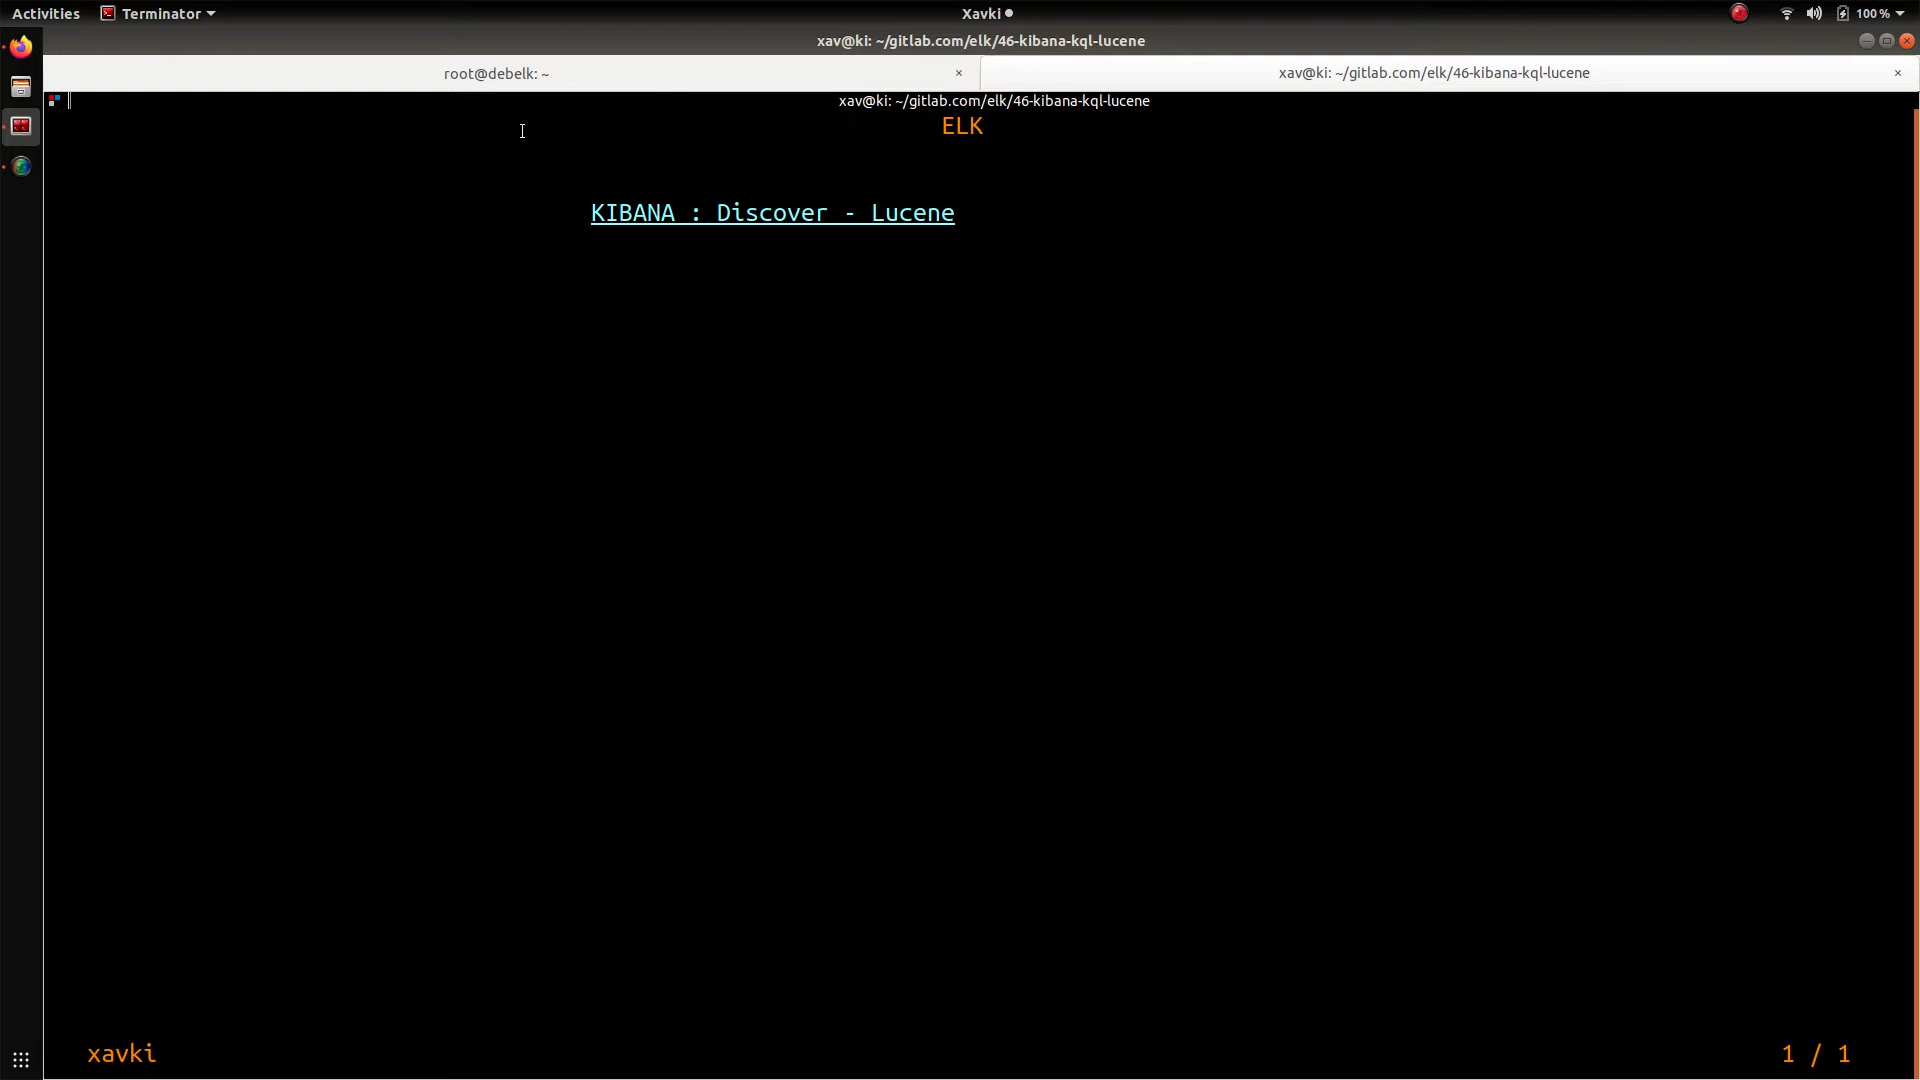 Activities Terminator Xavki 100 %
xav@ki: ~/gitlab.com/elk/46-kibana-kql-lucene
root@debelk: ~ × xav@ki: ~/gitlab.com/elk/46-kibana-kql-lucene ×
xav@ki: ~/gitlab.com/elk/46-kibana-kql-lucene
ELK
KIBANA : Discover - Lucene
xavki 1 / 1